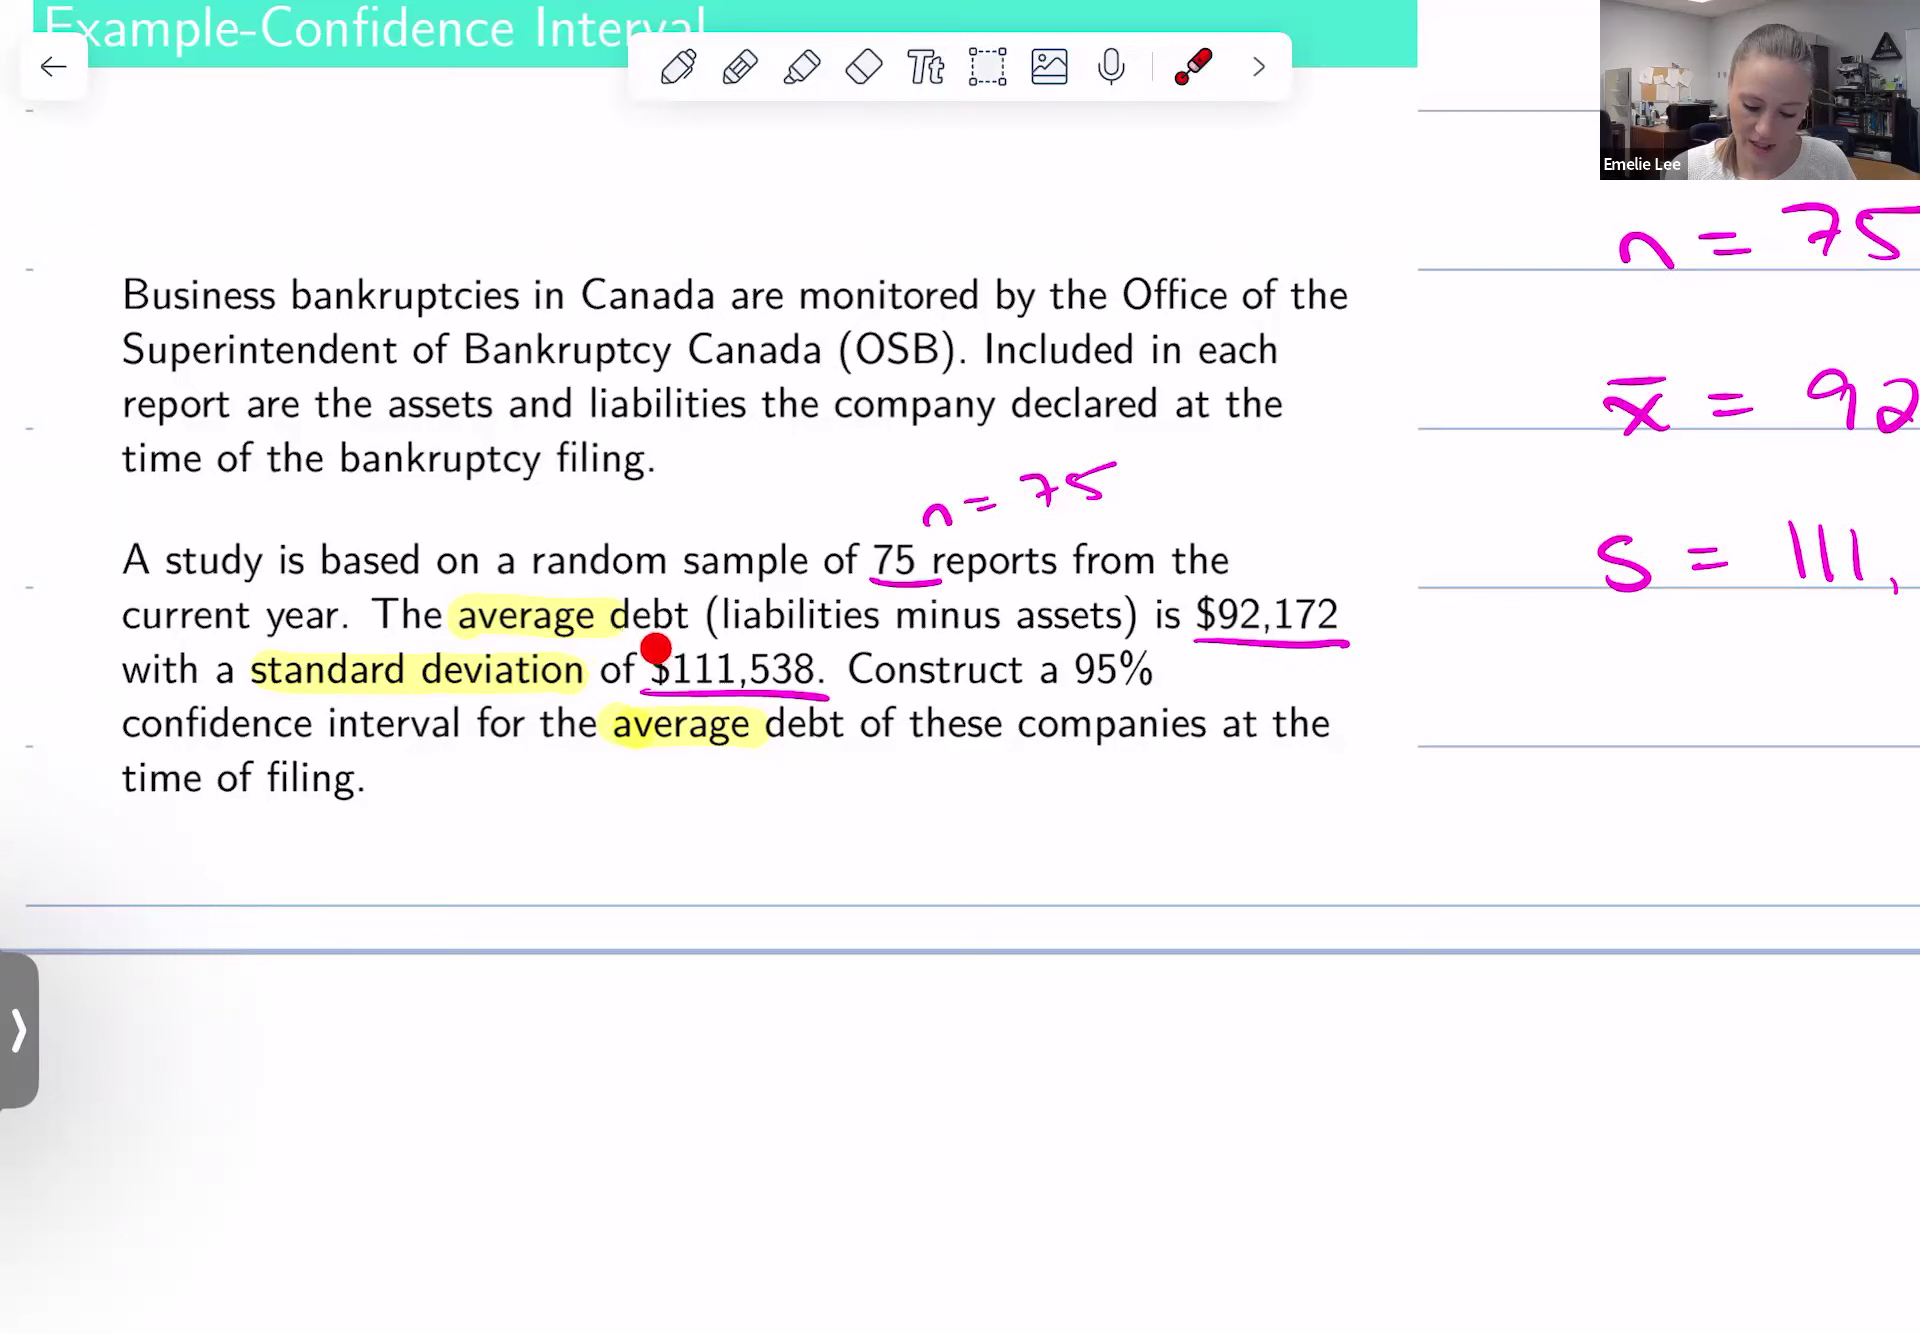 Example-Confidence Interval
Tt
Emelie Lee
n = 75
Business bankruptcies in Canada are monitored by the Office of the
Superintendent of Bankruptcy Canada (OSB). Included in each
report are the assets and liabilities the company declared at the
time of the bankruptcy filing.
x̄ = 92
n = 75
A study is based on a random sample of 75 reports from the
current year. The average debt (liabilities minus assets) is $92,172
with a standard deviation of $111,538. Construct a 95%
confidence interval for the average debt of these companies at the
time of filing.
s = 111,